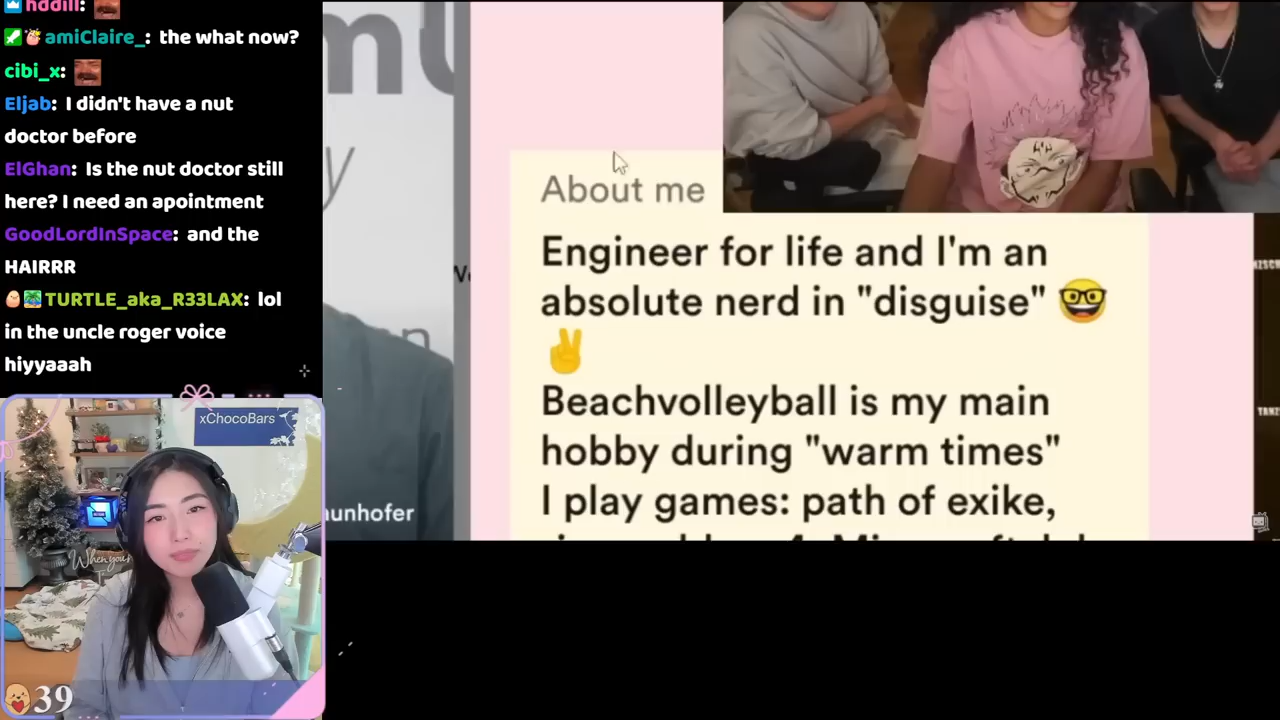 hddill:
amiClaire_: the what now?
cibi_x:
Eljab: I didn't have a nut
doctor before
ElGhan: Is the nut doctor still
here? I need an apointment
GoodLordInSpace: and the
HAIRRR
TURTLE_aka_R33LAX: lol
in the uncle roger voice
hiyyaaah
xChocoBars
When you're
39
aunhofer
About me
Engineer for life and I'm an
absolute nerd in "disguise" 🤓
✌️
Beachvolleyball is my main
hobby during "warm times"
I play games: path of exike,